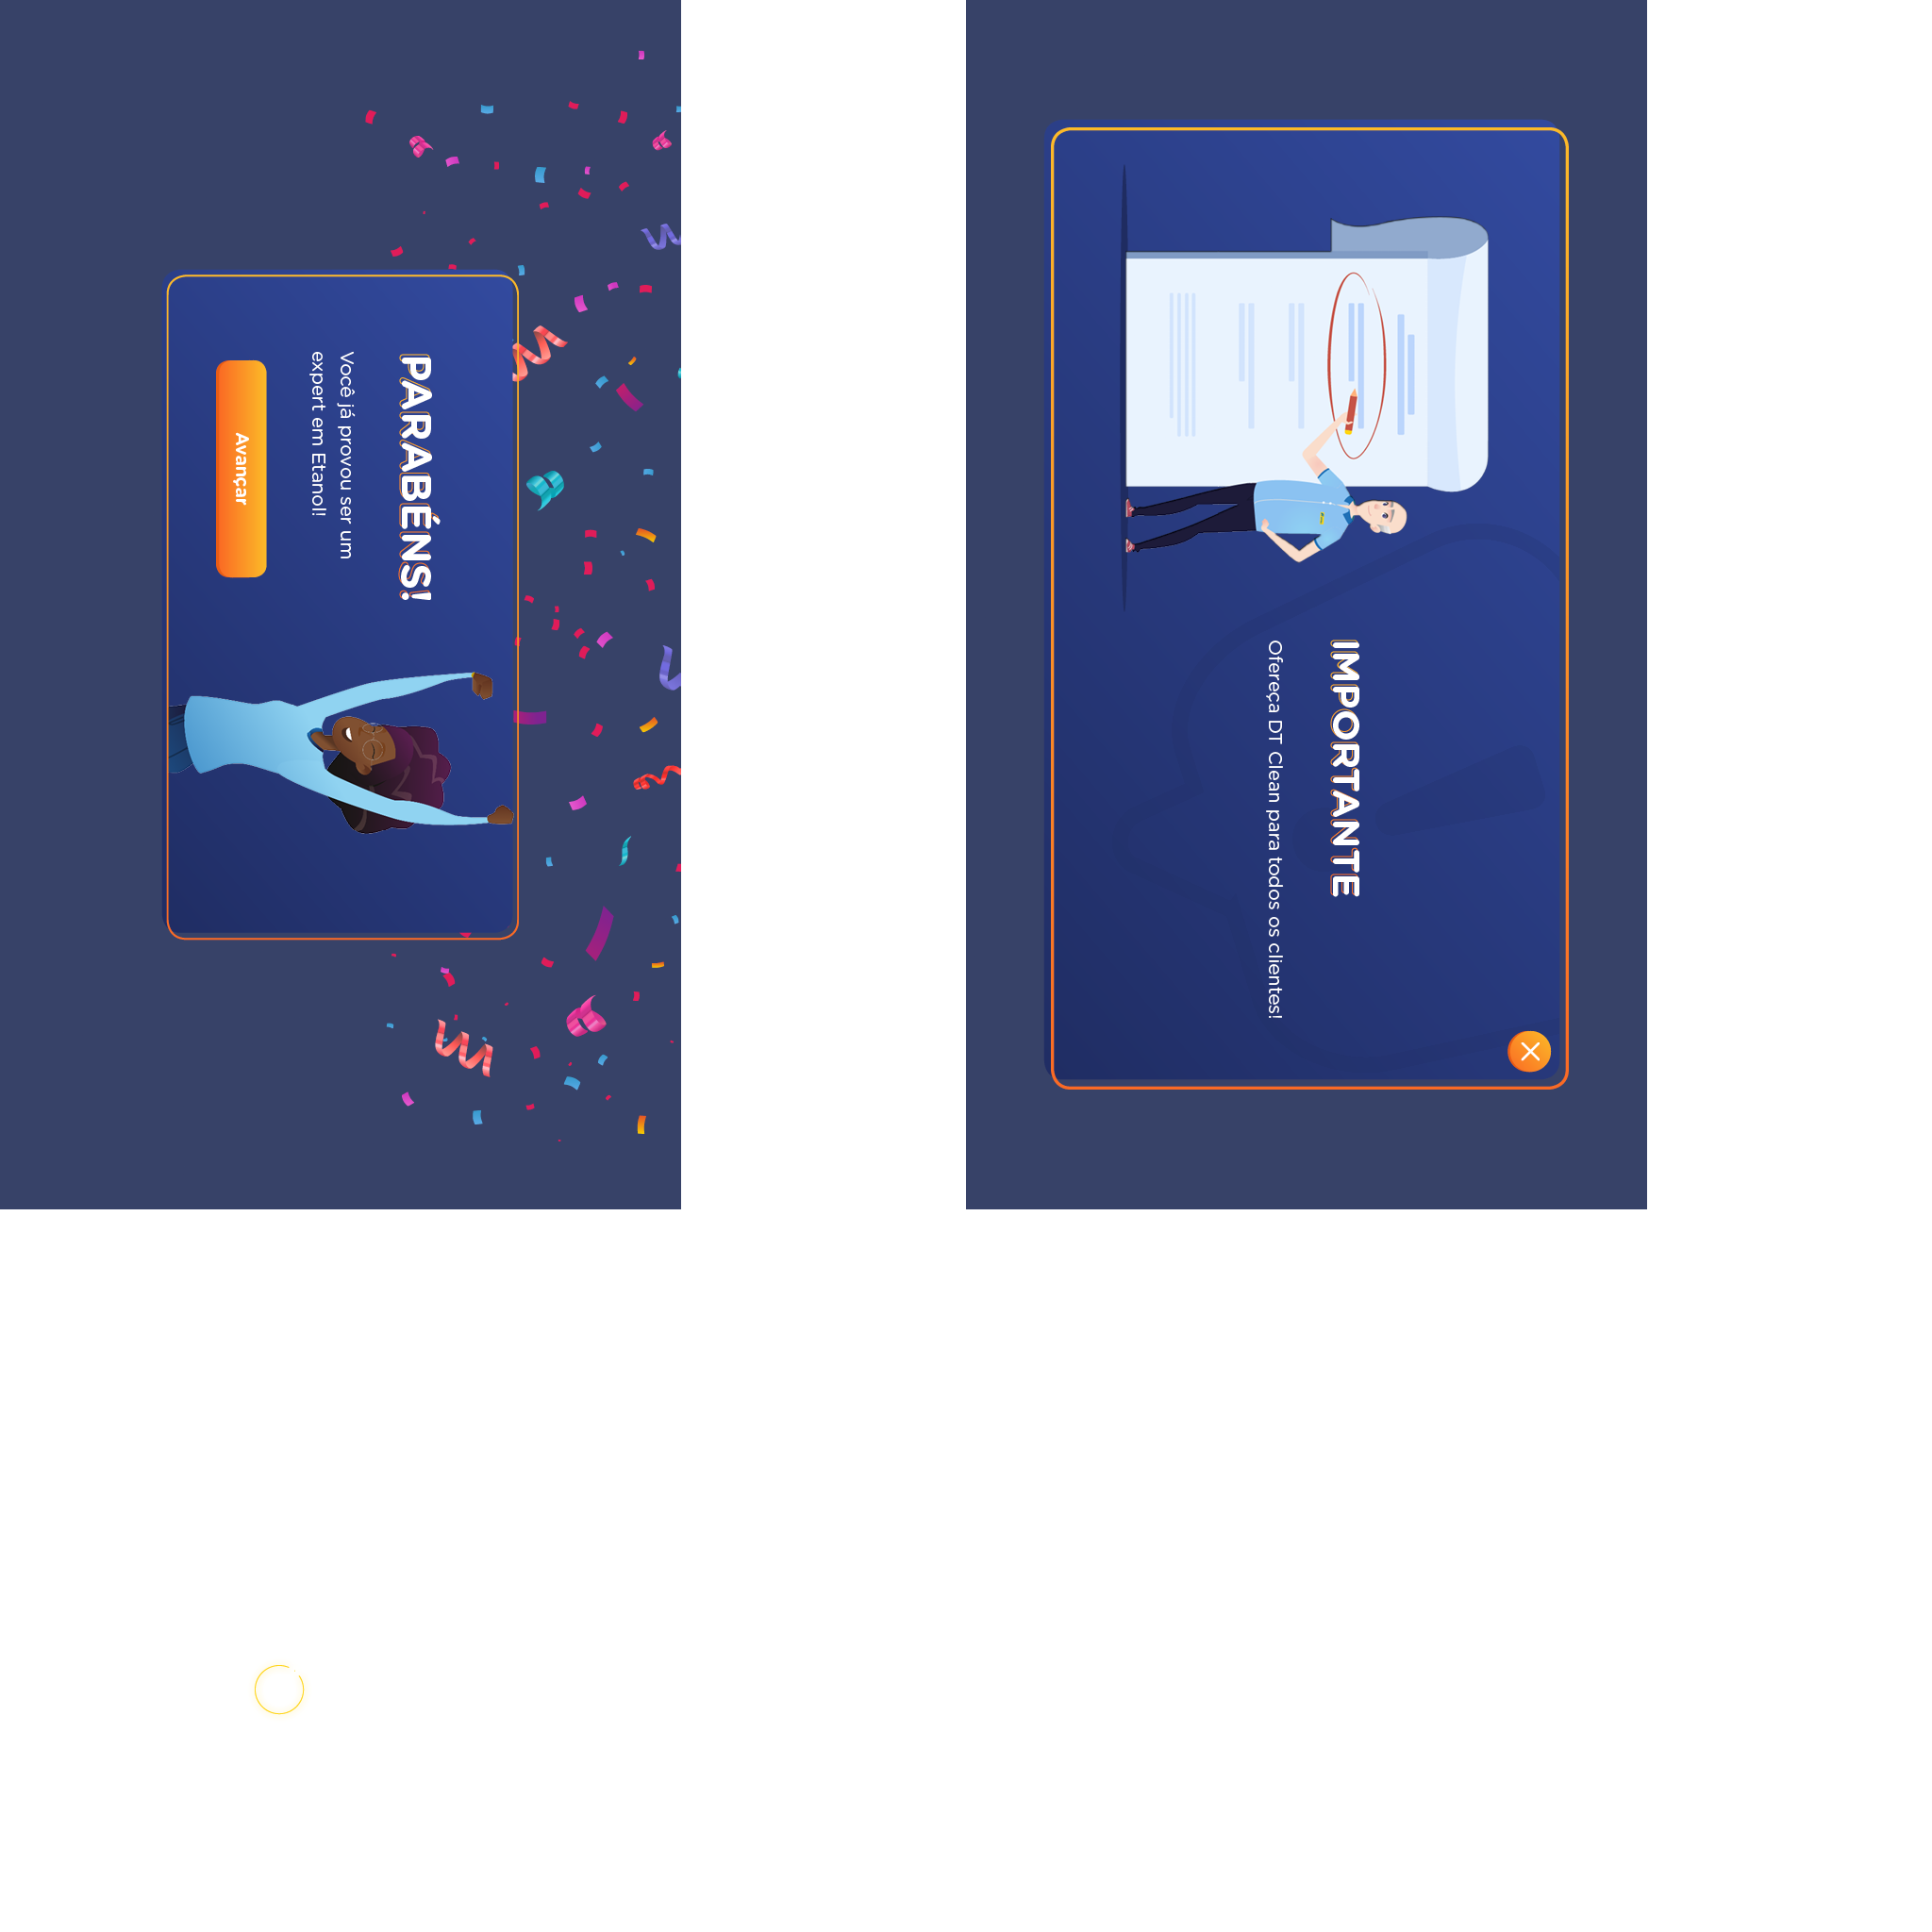 PARABÉNS!
Você já provou ser um
expert em Etanol!
Avançar
IMPORTANTE
Ofereça DT Clean para todos os clientes!